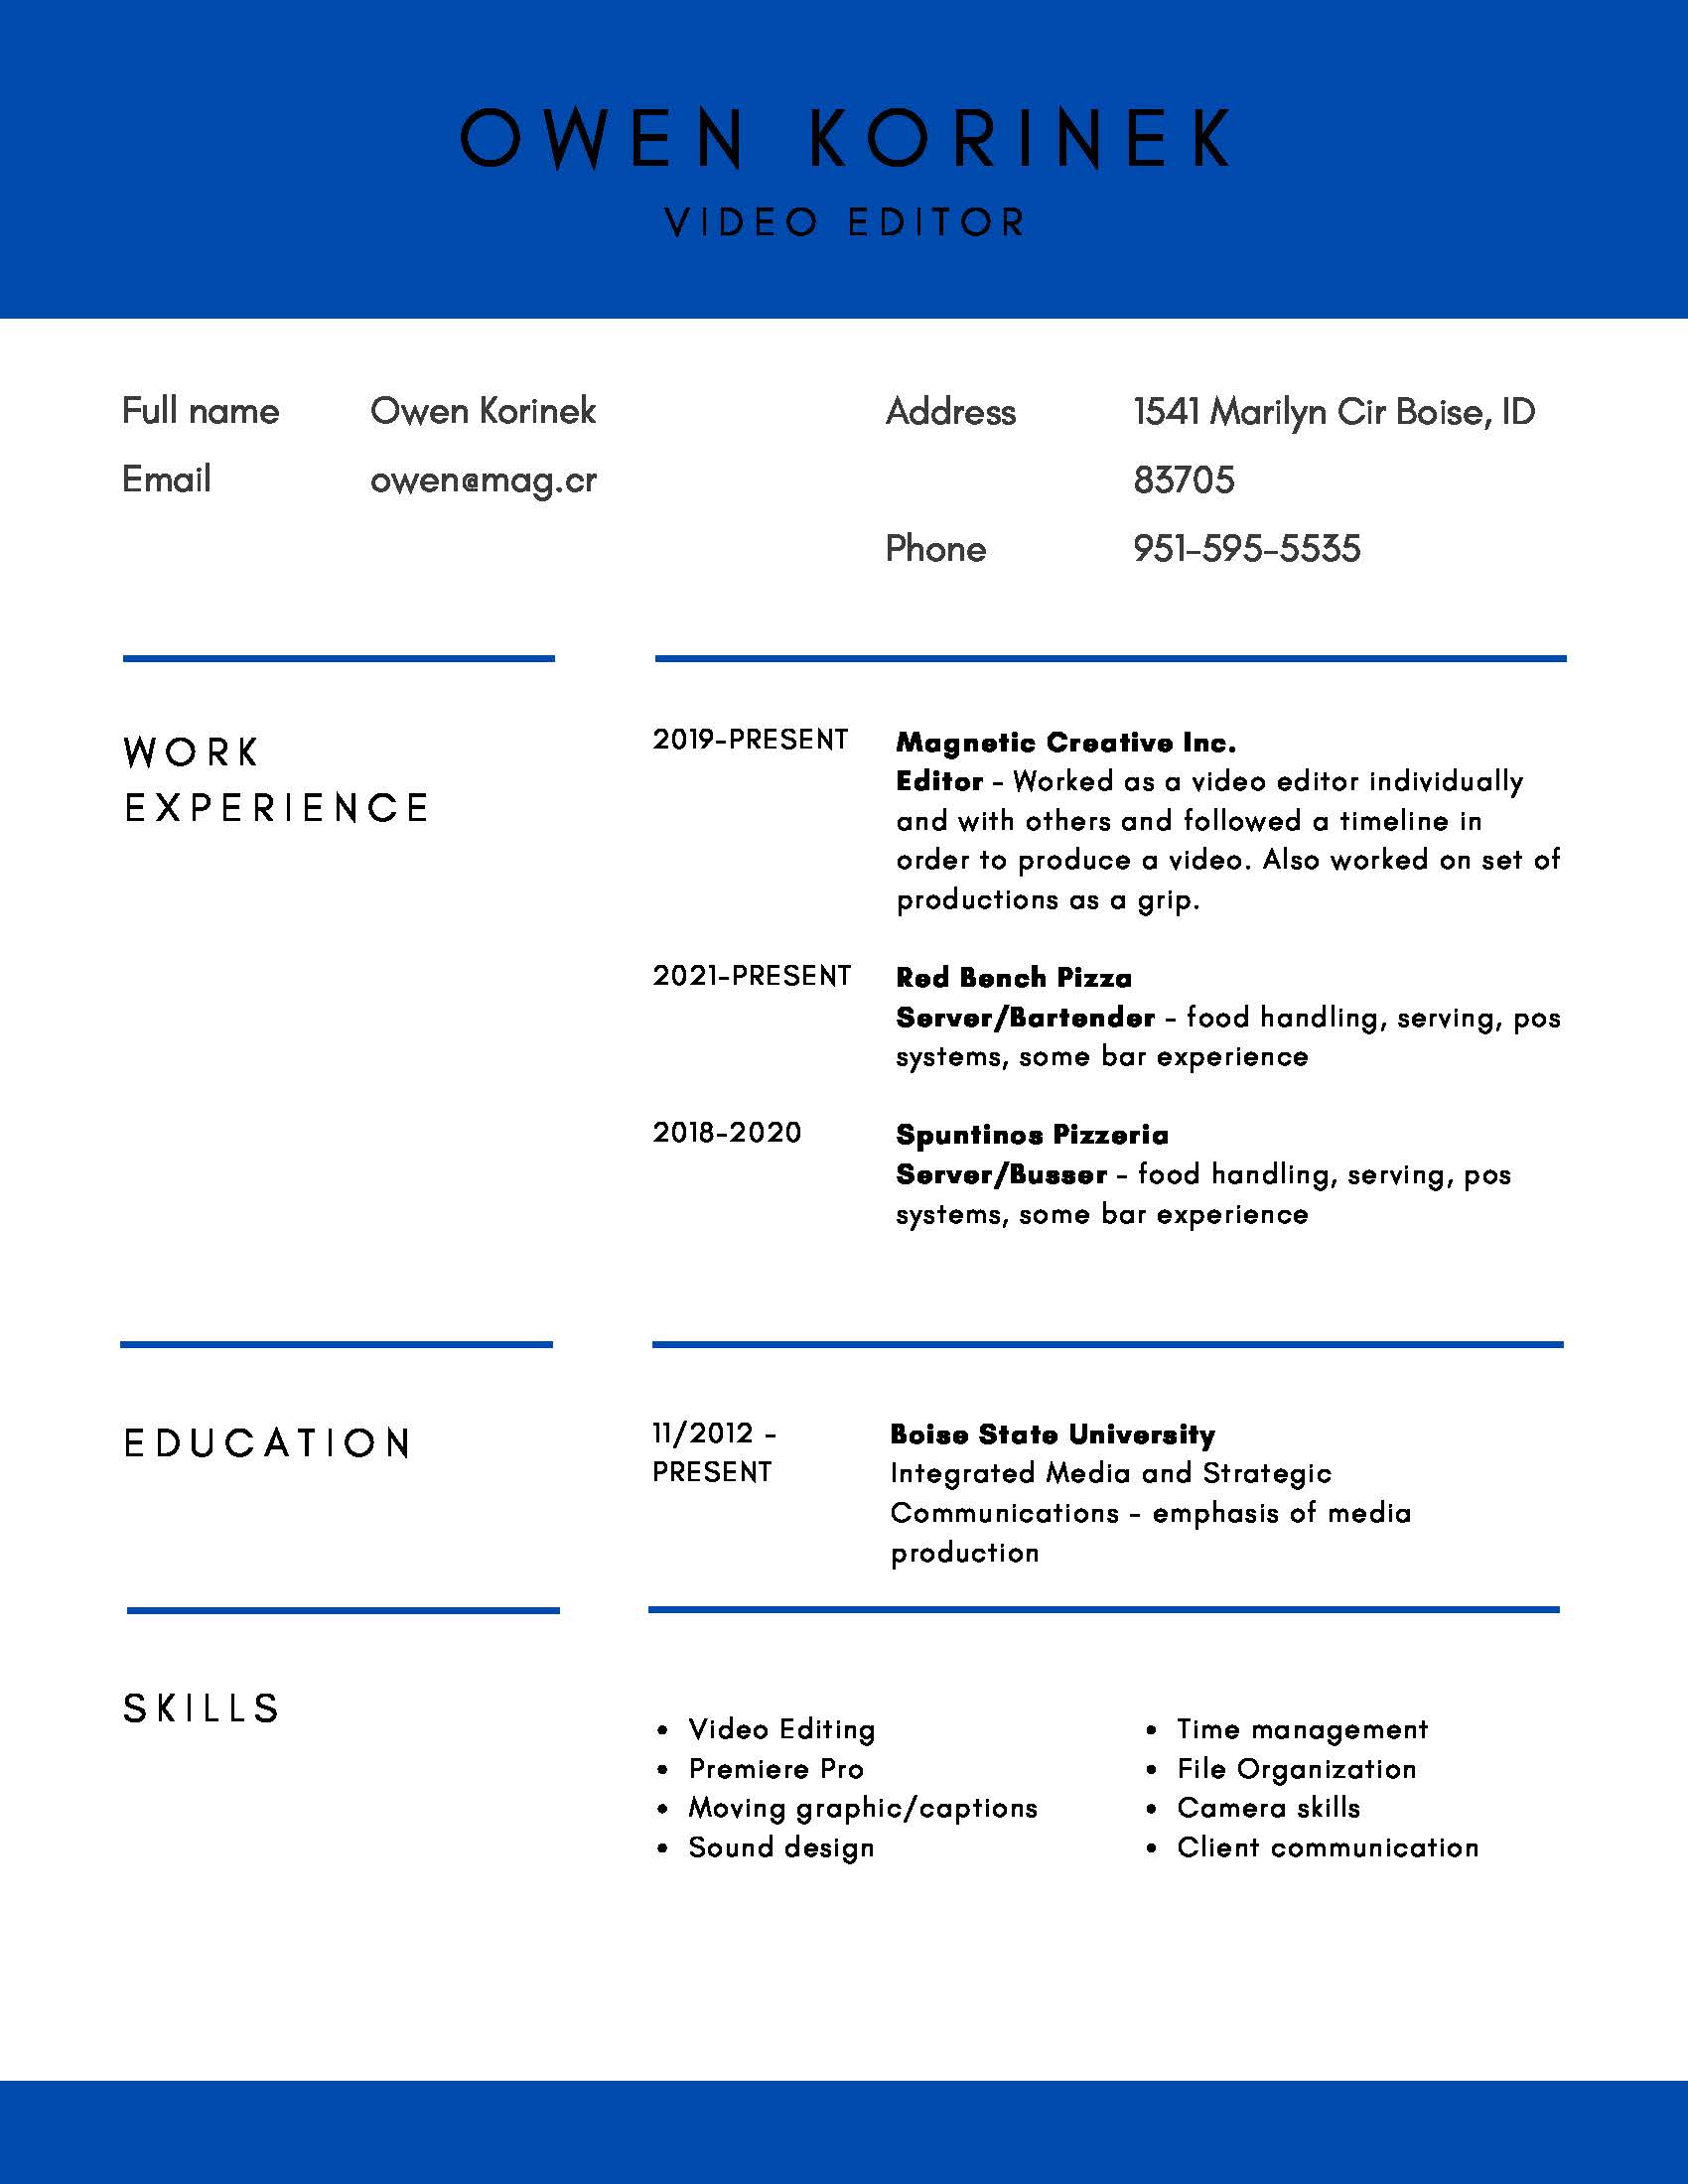 OWEN KORINEK
VIDEO EDITOR
Full name Owen Korinek
Email owen@mag.cr
Address 1541 Marilyn Cir Boise, ID
83705
Phone 951-595-5535
WORK
EXPERIENCE
2019-PRESENT
Magnetic Creative Inc.
Editor - Worked as a video editor individually
and with others and followed a timeline in
order to produce a video. Also worked on set of
productions as a grip.
2021-PRESENT
Red Bench Pizza
Server/Bartender - food handling, serving, pos
systems, some bar experience
2018-2020
Spuntinos Pizzeria
Server/Busser - food handling, serving, pos
systems, some bar experience
EDUCATION
11/2012 -
PRESENT
Boise State University
Integrated Media and Strategic
Communications - emphasis of media
production
SKILLS
• Video Editing
• Premiere Pro
• Moving graphic/captions
• Sound design
• Time management
• File Organization
• Camera skills
• Client communication